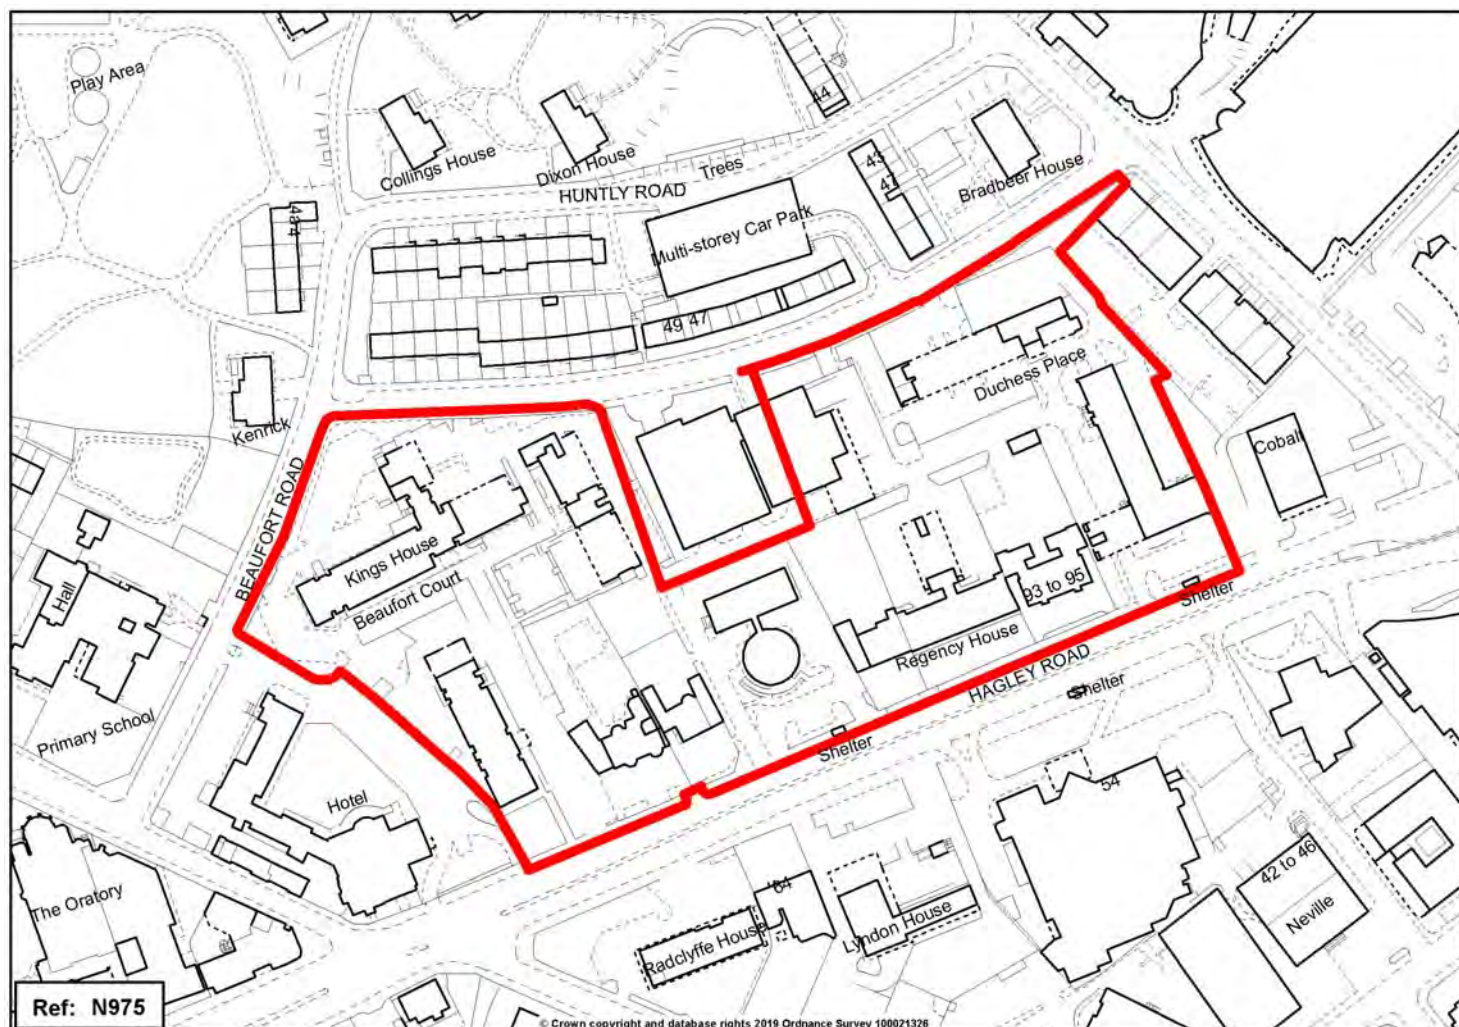 Play Area
44
Collings House
Dixon House
Trees
43
47
Bradbeer House
HUNTLY ROAD
Multi-storey Car Park
49 47
Duchess Place
Kenrick
Cobalt
BEAUFORT ROAD
Kings House
Beaufort Court
Hall
93 to 95
Shelter
Regency House
HAGLEY ROAD
Shelter
Shelter
Primary School
Hotel
54
42 to 46
Neville
The Oratory
Radclyffe House
Lyndon House
Ref: N975
© Crown copyright and database rights 2019 Ordnance Survey 100021326